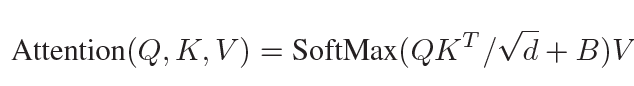 Attention(Q, K, V) = SoftMax(QK^T/√d + B)V